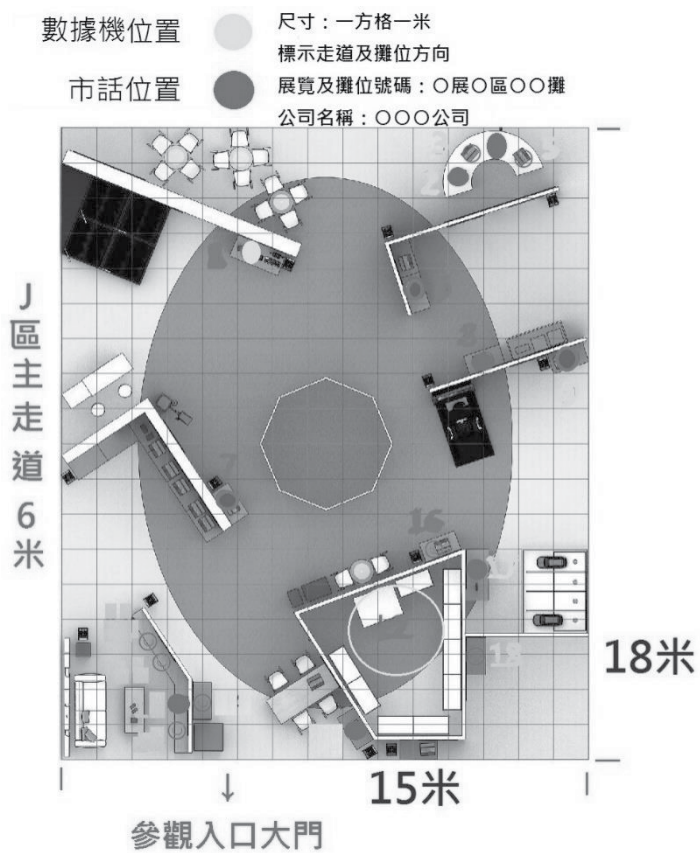 數據機位置
尺寸：一方格一米
標示走道及攤位方向
市話位置
展覽及攤位號碼：○展○區○○攤
公司名稱：○○○公司
J區主走道6米
7
16
18米
15米
參觀入口大門